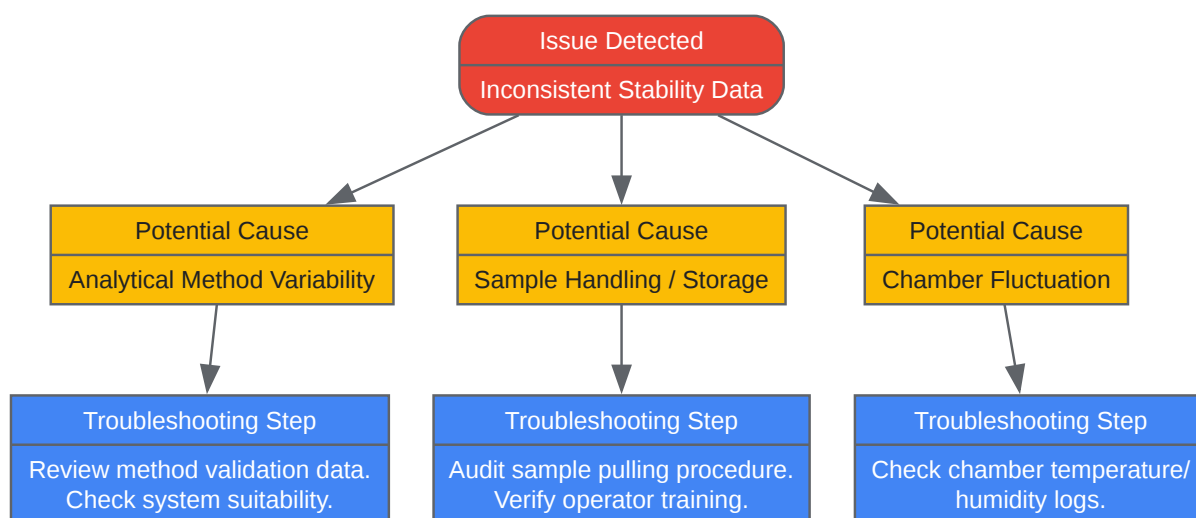 Issue Detected
Inconsistent Stability Data
Potential Cause
Analytical Method Variability
Potential Cause
Sample Handling / Storage
Potential Cause
Chamber Fluctuation
Troubleshooting Step
Review method validation data.
Check system suitability.
Troubleshooting Step
Audit sample pulling procedure.
Verify operator training.
Troubleshooting Step
Check chamber temperature/
humidity logs.